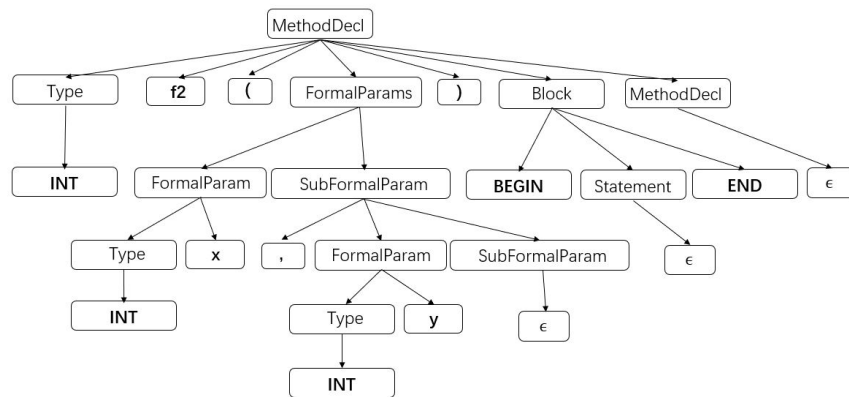 MethodDecl
Type f2 ( FormalParams ) Block MethodDecl
INT FormalParam SubFormalParam BEGIN Statement END ϵ
Type x , FormalParam SubFormalParam ϵ
INT Type y ϵ
INT